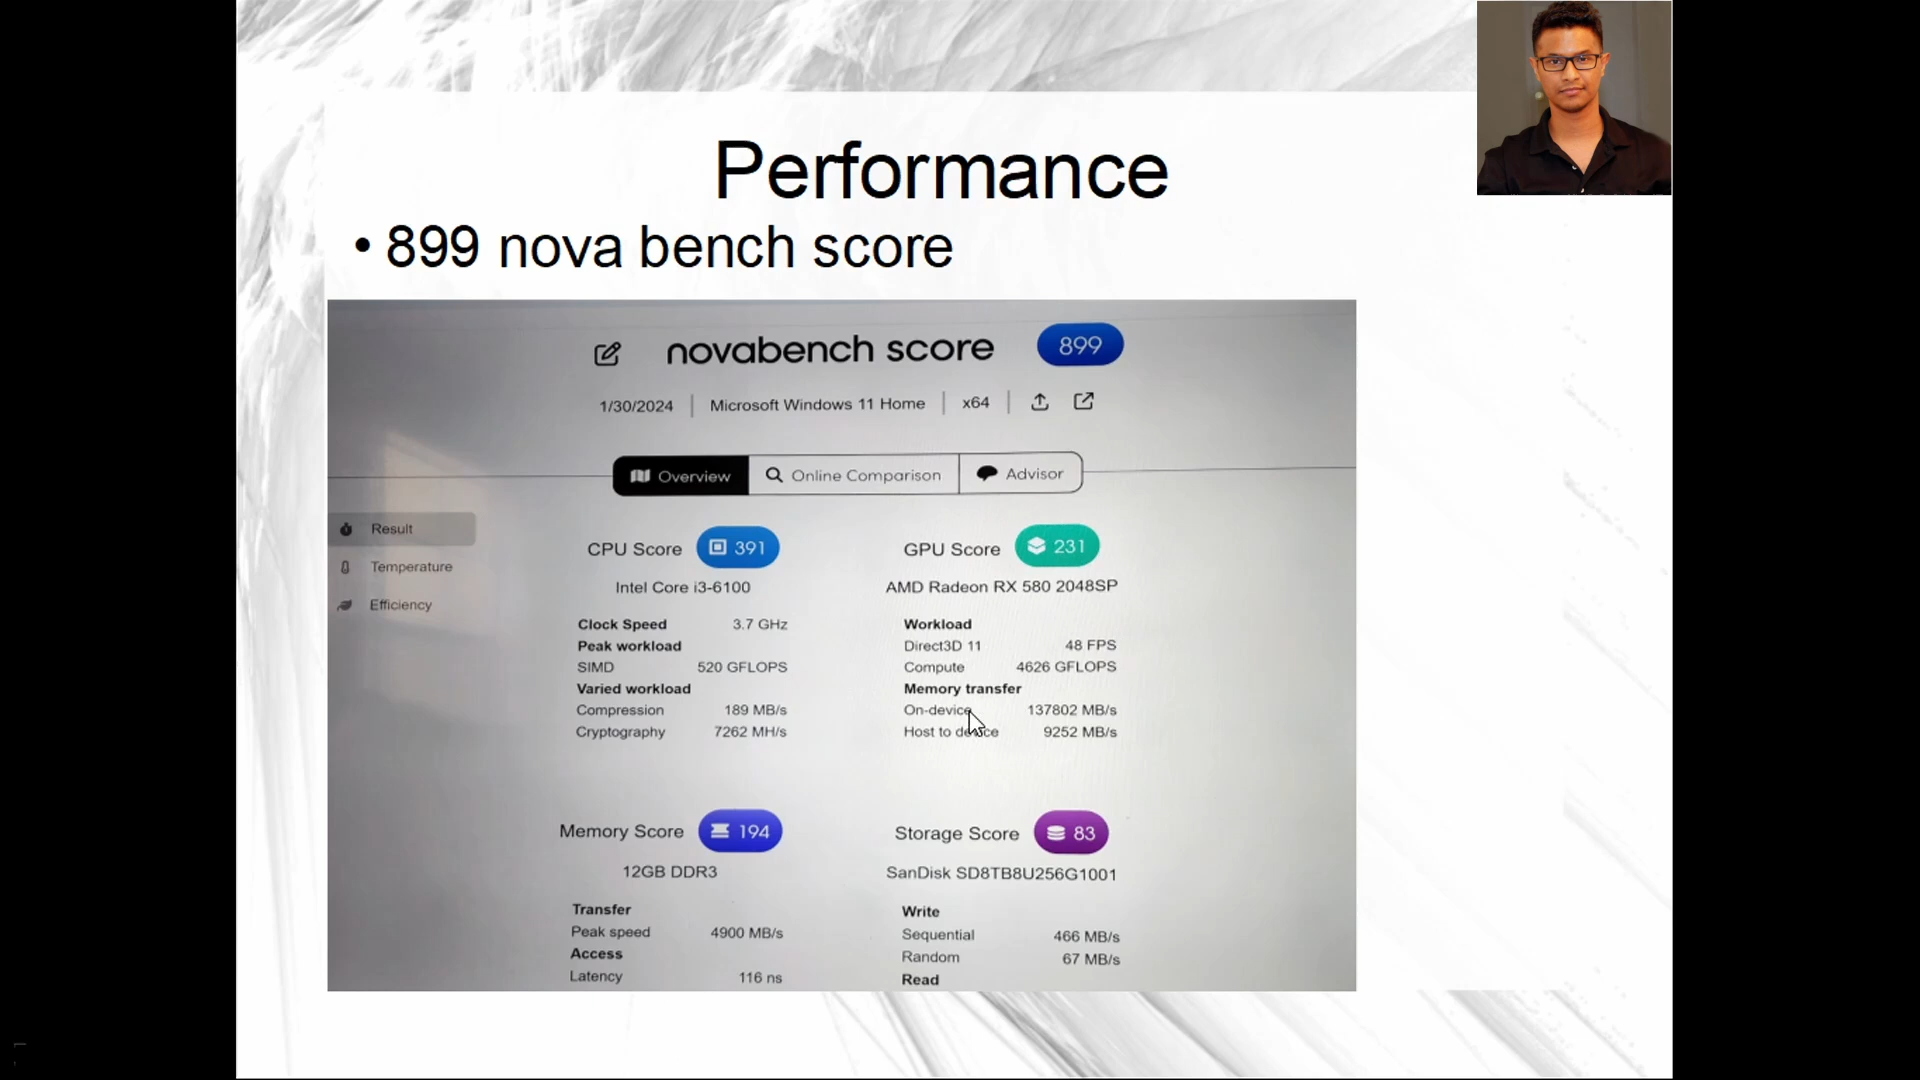 Performance
• 899 nova bench score
novabench score 899
1/30/2024 | Microsoft Windows 11 Home | x64
Overview Online Comparison Advisor
Result
Temperature
Efficiency
CPU Score 391
Intel Core i3-6100
Clock Speed 3.7 GHz
Peak workload
SIMD 520 GFLOPS
Varied workload
Compression 189 MB/s
Cryptography 7262 MH/s
GPU Score 231
AMD Radeon RX 580 2048SP
Workload
Direct3D 11 48 FPS
Compute 4626 GFLOPS
Memory transfer
On-device 137802 MB/s
Host to device 9252 MB/s
Memory Score 194
12GB DDR3
Transfer
Peak speed 4900 MB/s
Access
Latency 116 ns
Storage Score 83
SanDisk SD8TB8U256G1001
Write
Sequential 466 MB/s
Random 67 MB/s
Read